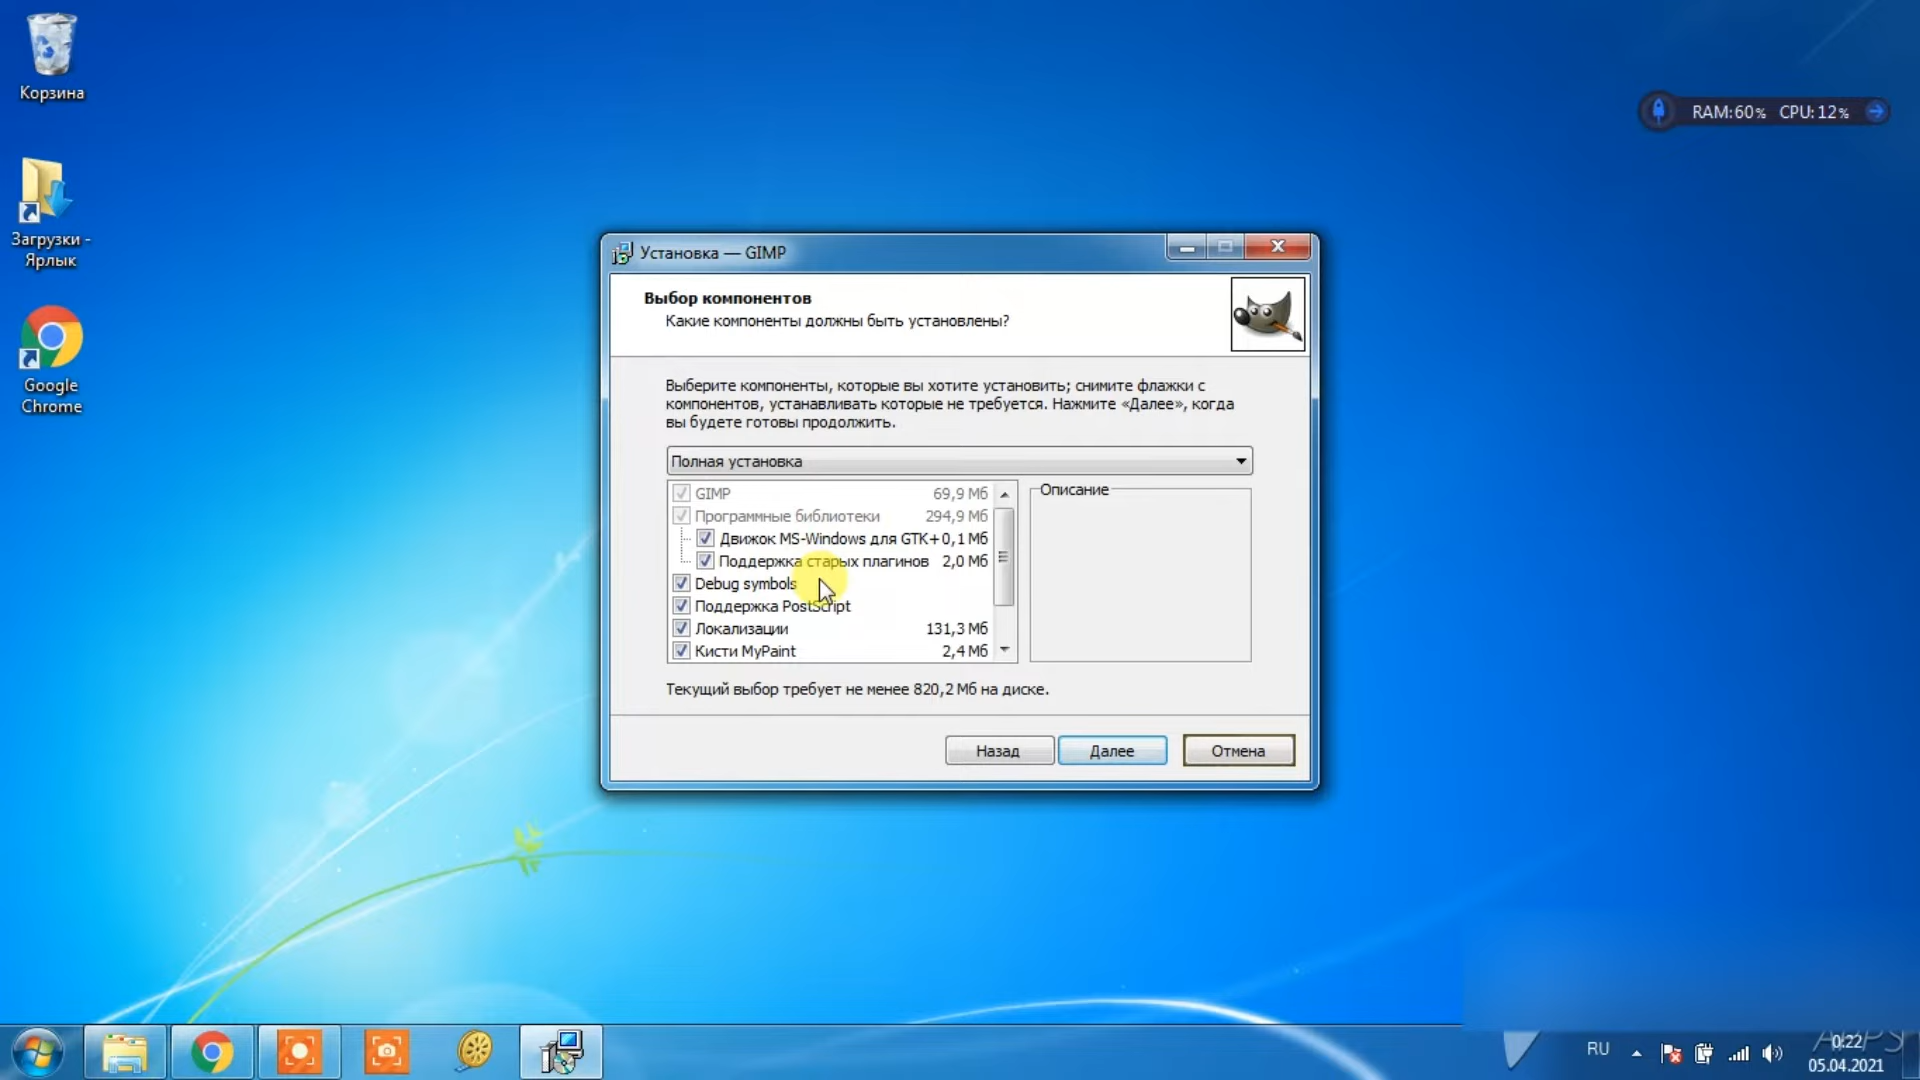 Корзина
RAM:60% CPU:12%
Загрузки -
Ярлык
Google
Chrome
Установка — GIMP
Выбор компонентов
Какие компоненты должны быть установлены?
Выберите компоненты, которые вы хотите установить; снимите флажки с
компонентов, устанавливать которые не требуется. Нажмите «Далее», когда
вы будете готовы продолжить.
Полная установка
GIMP 69,9 Мб
Программные библиотеки 294,9 Мб
Движок MS-Windows для GTK+ 0,1 Мб
Поддержка старых плагинов 2,0 Мб
Debug symbols
Поддержка PostScript
Локализации 131,3 Мб
Кисти MyPaint 2,4 Мб
Описание
Текущий выбор требует не менее 820,2 Мб на диске.
Назад Далее Отмена
RU
0:22
05.04.2021